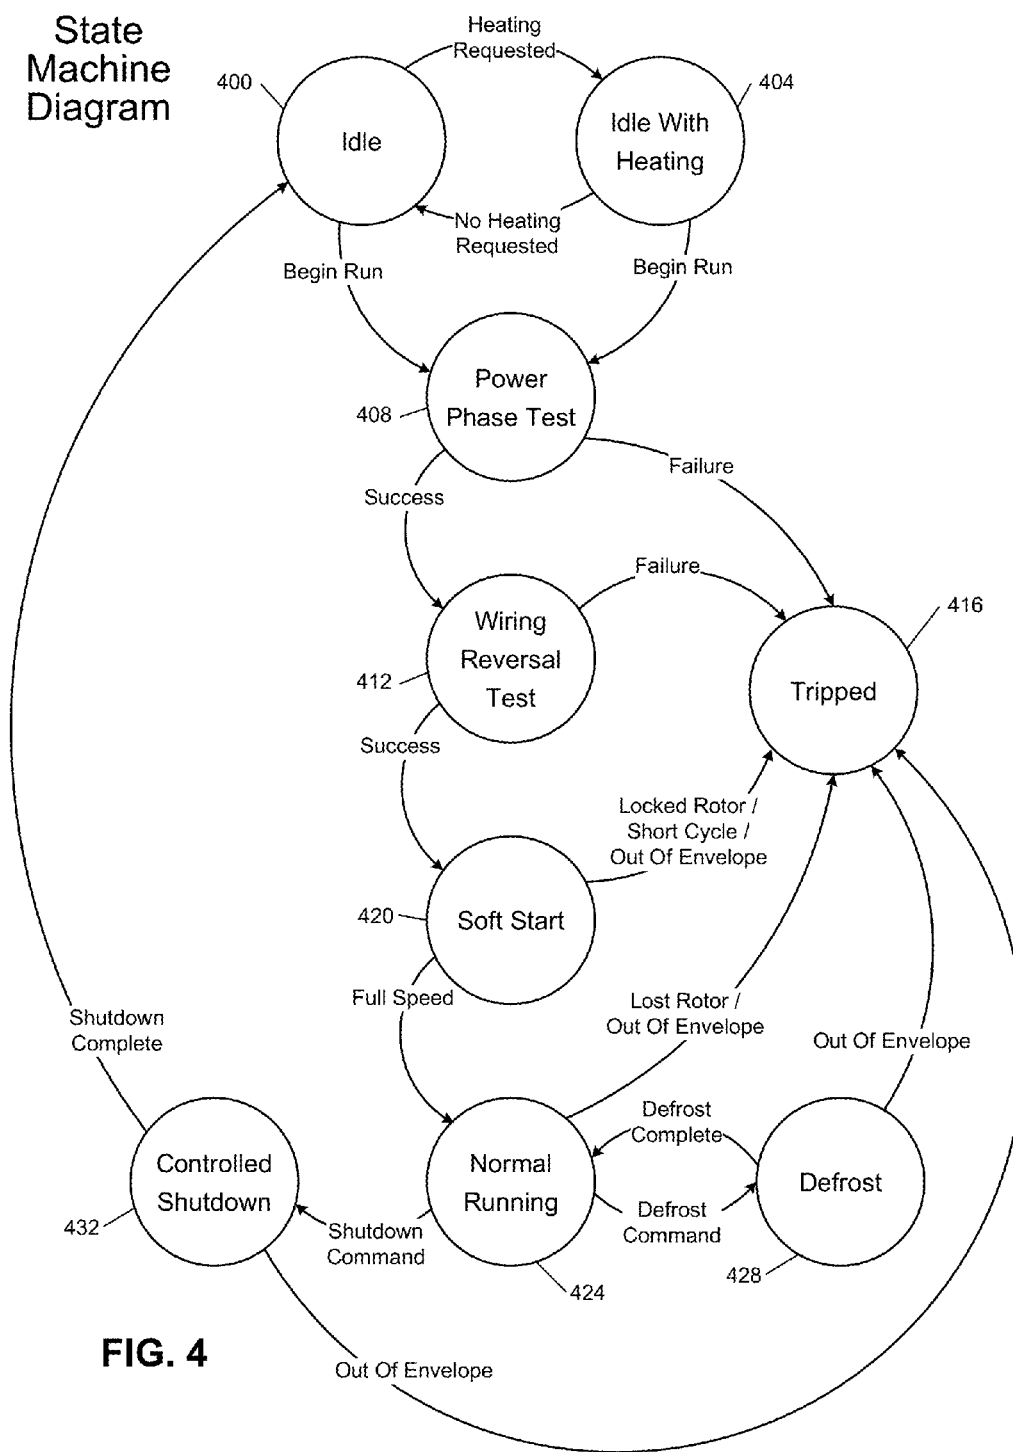 State
Machine
Diagram
Heating
Requested
400
404
Idle
Idle With
Heating
No Heating
Requested
Begin Run
Begin Run
Power
Phase Test
408
Failure
Success
Failure
416
Wiring
Reversal
Test
412
Tripped
Success
Locked Rotor /
Short Cycle /
Out Of Envelope
420
Soft Start
Full Speed
Lost Rotor /
Out Of Envelope
Shutdown
Complete
Out Of Envelope
Defrost
Complete
Controlled
Shutdown
Normal
Running
Defrost
432
Shutdown
Command
Defrost
Command
428
424
FIG. 4
Out Of Envelope